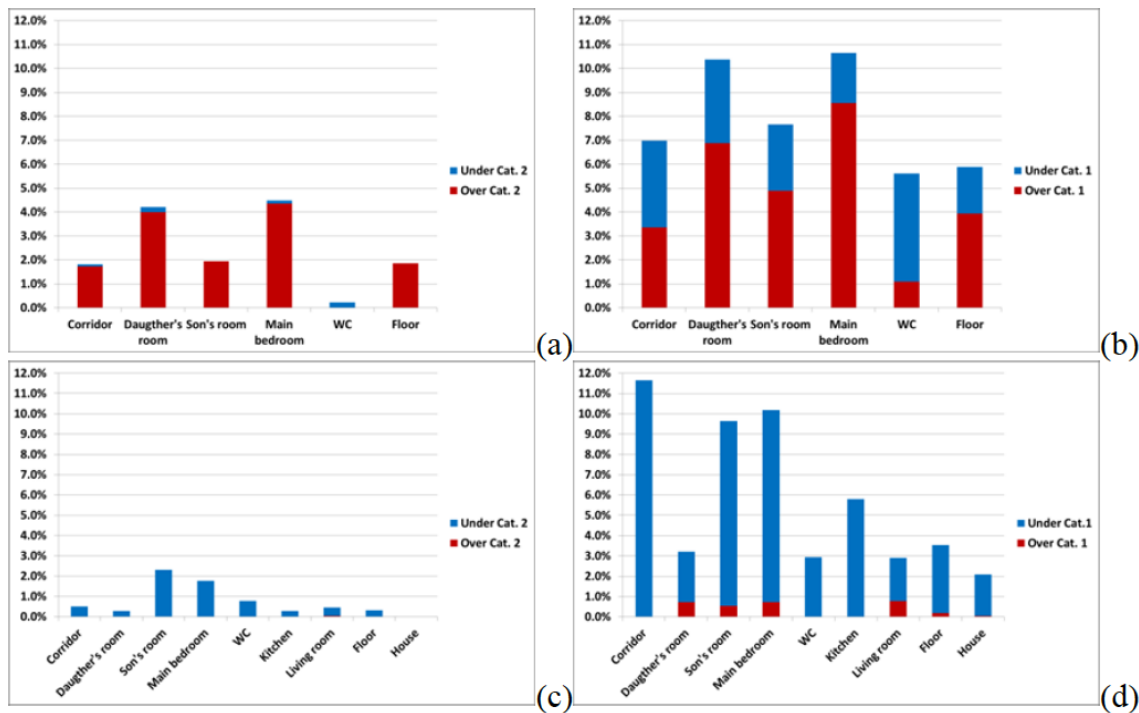 12.0%
11.0%
10.0%
9.0%
8.0%
7.0%
6.0%
5.0%
4.0%
3.0%
2.0%
1.0%
0.0%
Under Cat. 2
Over Cat. 2
Corridor Daugther's room Son's room Main bedroom WC Floor
(a)
12.0%
11.0%
10.0%
9.0%
8.0%
7.0%
6.0%
5.0%
4.0%
3.0%
2.0%
1.0%
0.0%
Under Cat. 1
Over Cat. 1
Corridor Daugther's room Son's room Main bedroom WC Floor
(b)
12.0%
11.0%
10.0%
9.0%
8.0%
7.0%
6.0%
5.0%
4.0%
3.0%
2.0%
1.0%
0.0%
Under Cat. 2
Over Cat. 2
Corridor
Daugther's room
Son's room
Main bedroom
WC
Kitchen
Living room
Floor
House
(c)
12.0%
11.0%
10.0%
9.0%
8.0%
7.0%
6.0%
5.0%
4.0%
3.0%
2.0%
1.0%
0.0%
Under Cat.1
Over Cat. 1
Corridor
Daugther's room
Son's room
Main bedroom
WC
Kitchen
Living room
Floor
House
(d)